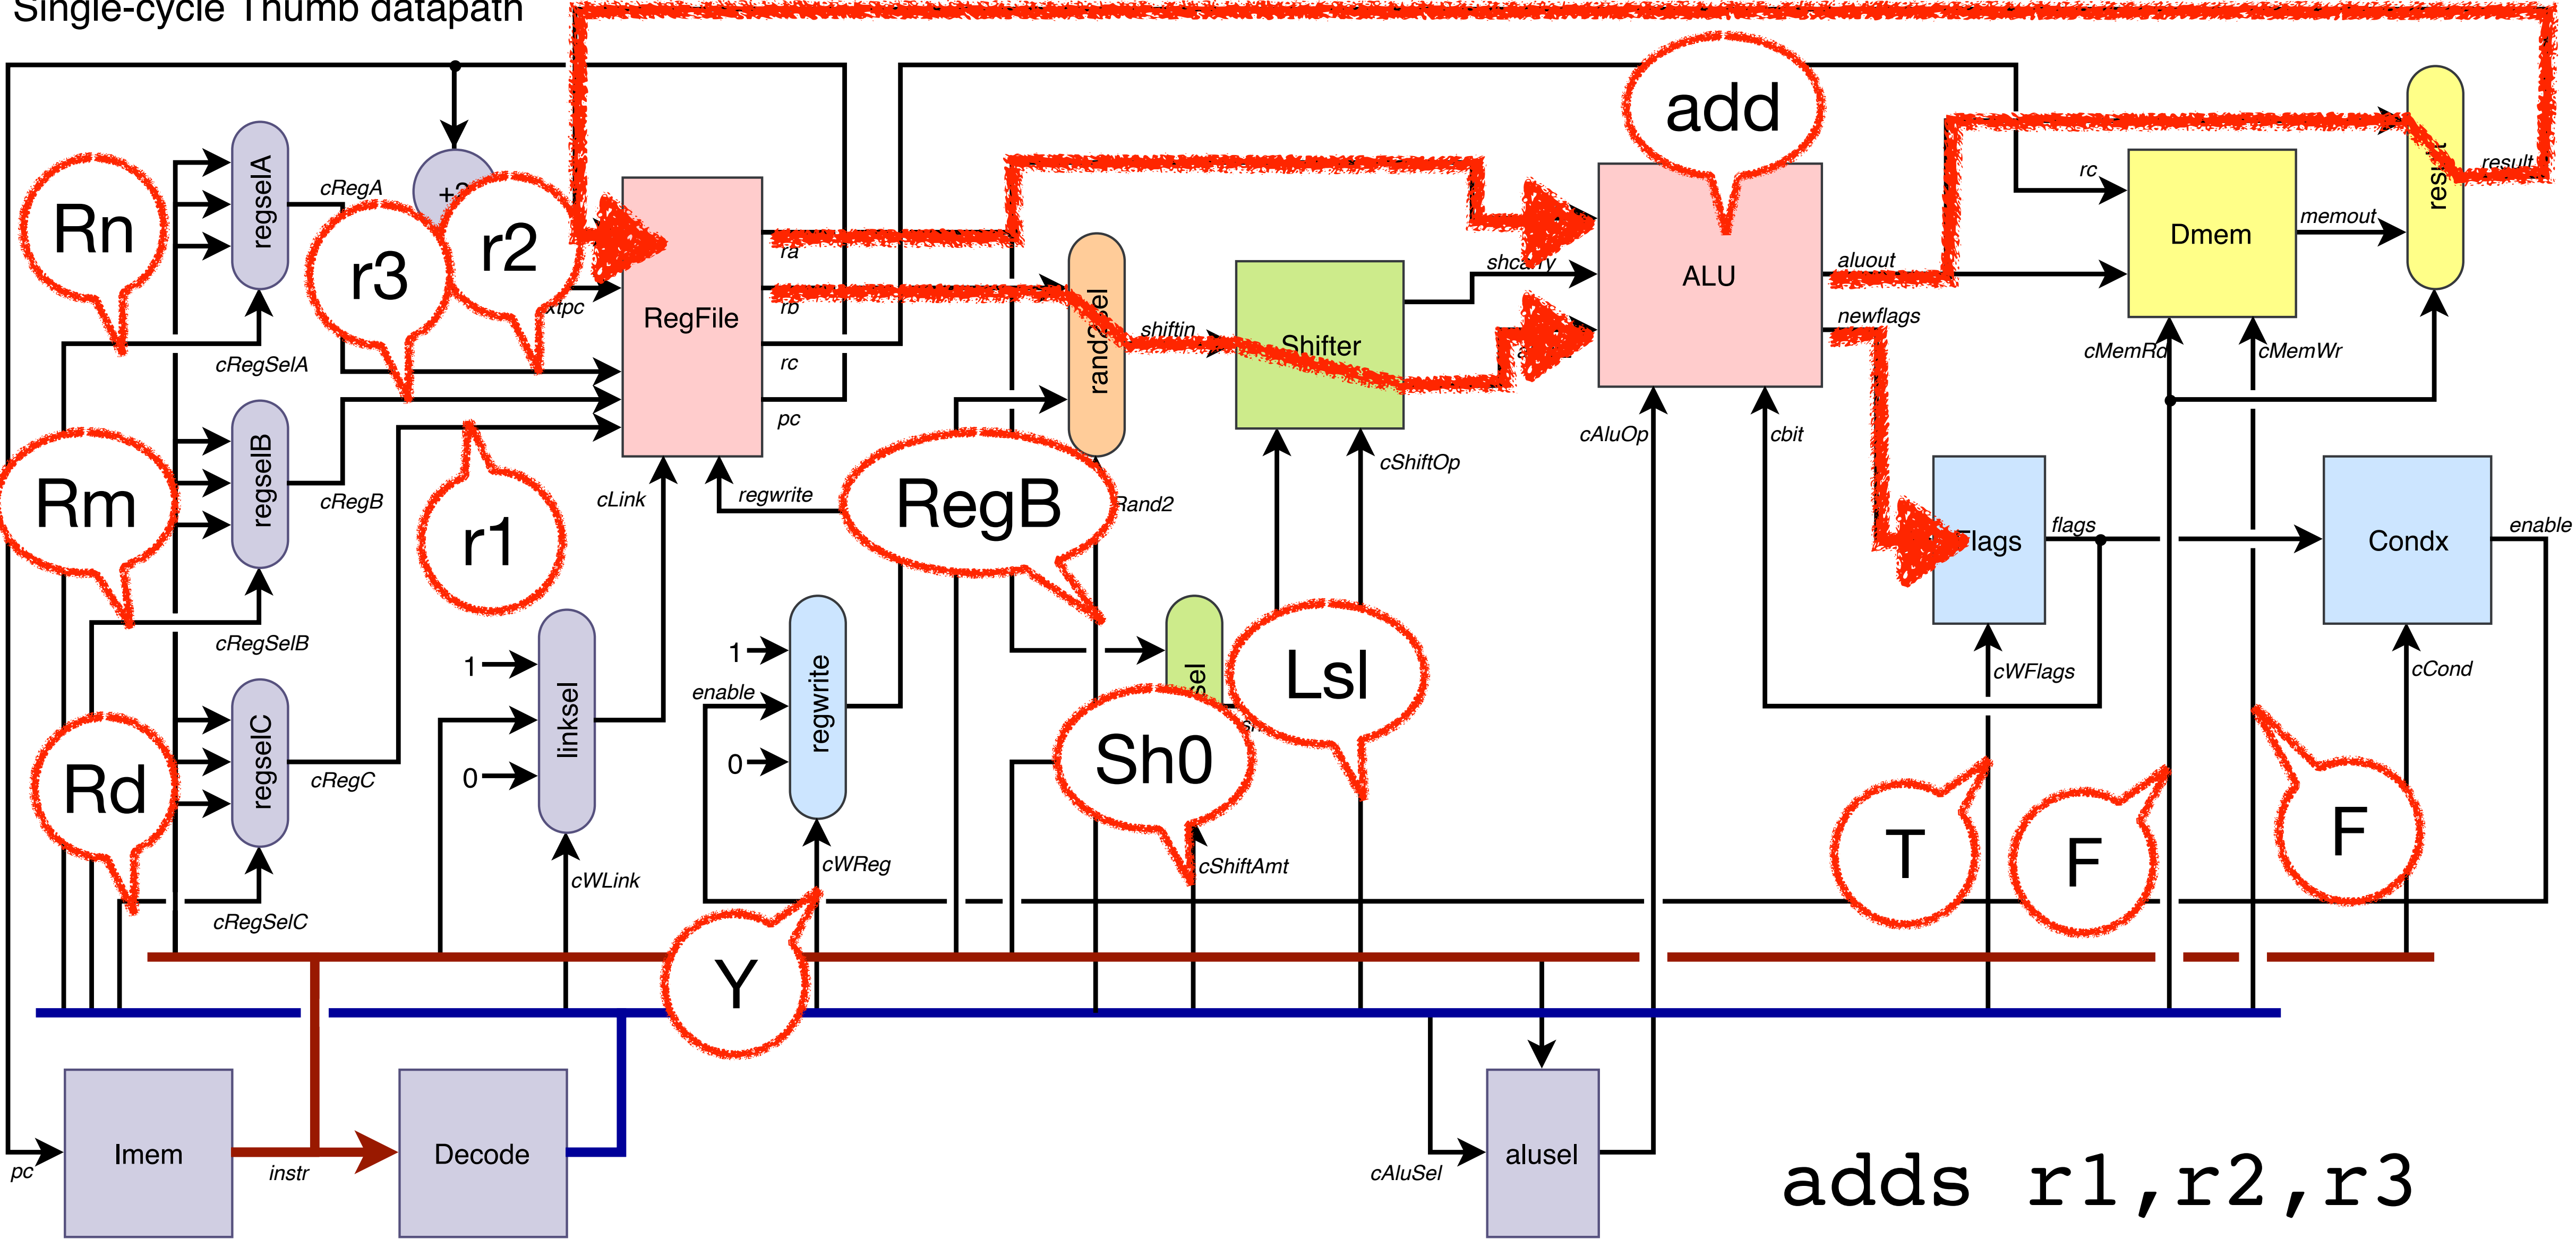 Single-cycle Thumb datapath
add
regselA
Rn
cRegA
r3
r2
ra
rb
rc
pc
RegFile
rand2sel
shiftin
Shifter
shcarry
ALU
aluout
newflags
rc
Dmem
memout
result
cRegSelA
cMemRd
cMemWr
regselB
Rm
cRegB
r1
cLink
regwrite
RegB
cShiftOp
cAluOp
cbit
Flags
flags
Condx
enable
cRegSelB
cWFlags
cCond
1
linksel
0
1
enable
regwrite
0
Lsl
Sh0
Rd
regselC
cRegC
cRegSelC
cWLink
cWReg
cShiftAmt
T
F
F
Y
pc
Imem
instr
Decode
cAluSel
alusel
adds r1,r2,r3